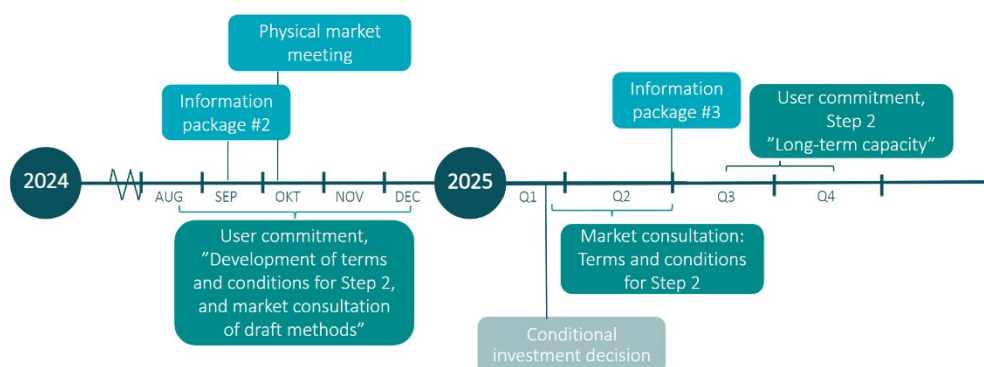 Physical market
meeting
Information
package #2
Information
package #3
User commitment,
Step 2
"Long-term capacity"
2024
AUG
SEP
OKT
NOV
DEC
2025
Q1
Q2
Q3
Q4
User commitment,
"Development of terms
and conditions for Step 2,
and market consultation
of draft methods"
Market consultation:
Terms and conditions
for Step 2
Conditional
investment decision